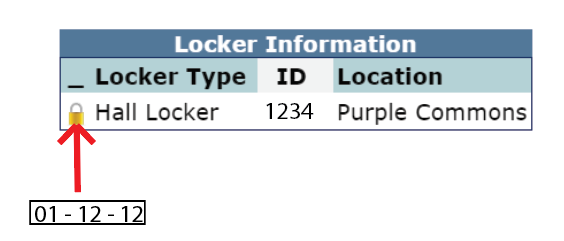 Locker Information
_ Locker Type ID Location
Hall Locker 1234 Purple Commons
01 - 12 - 12